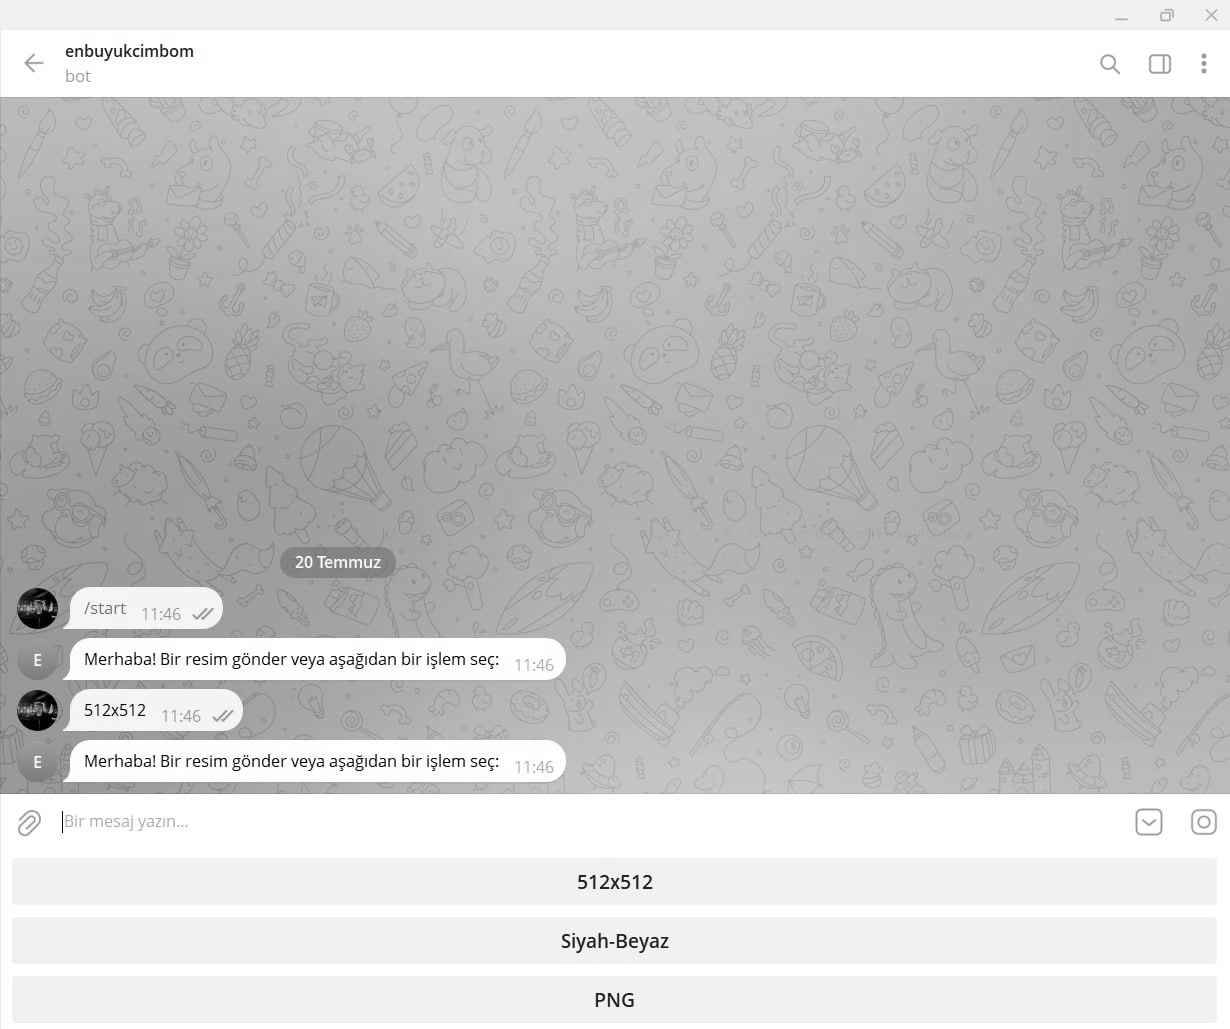 enbuyukcimbom
bot
20 Temmuz
/start 11:46
E
Merhaba! Bir resim gönder veya aşağıdan bir işlem seç: 11:46
512x512 11:46
E
Merhaba! Bir resim gönder veya aşağıdan bir işlem seç: 11:46
Bir mesaj yazın...
512x512
Siyah-Beyaz
PNG